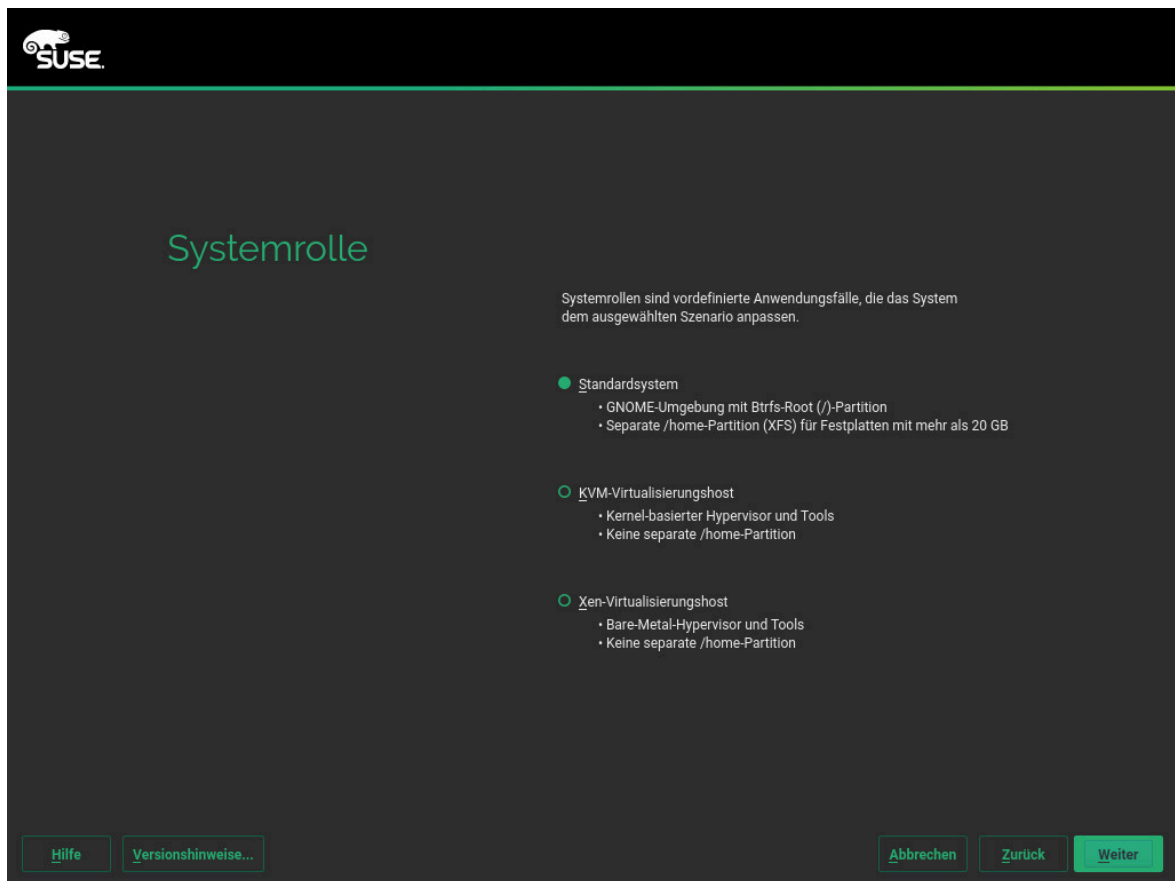 SUSE.
Systemrolle
Systemrollen sind vordefinierte Anwendungsfälle, die das System
dem ausgewählten Szenario anpassen.
Standardsystem
• GNOME-Umgebung mit Btrfs-Root (/)-Partition
• Separate /home-Partition (XFS) für Festplatten mit mehr als 20 GB
KVM-Virtualisierungshost
• Kernel-basierter Hypervisor und Tools
• Keine separate /home-Partition
Xen-Virtualisierungshost
• Bare-Metal-Hypervisor und Tools
• Keine separate /home-Partition
Hilfe Versionshinweise... Abbrechen Zurück Weiter